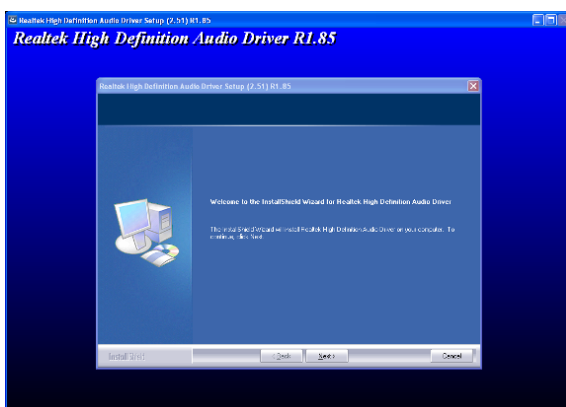 Realtek High Definition Audio Driver Setup (2.51) R1.85
Realtek High Definition Audio Driver R1.85
Realtek High Definition Audio Driver Setup (2.51) R1.85
Welcome to the InstallShield Wizard for Realtek High Definition Audio Driver
The InstallShield Wizard will install Realtek High Definition Audio Driver on your computer. To
continue, click Next.
InstallShield
< Back
Next >
Cancel